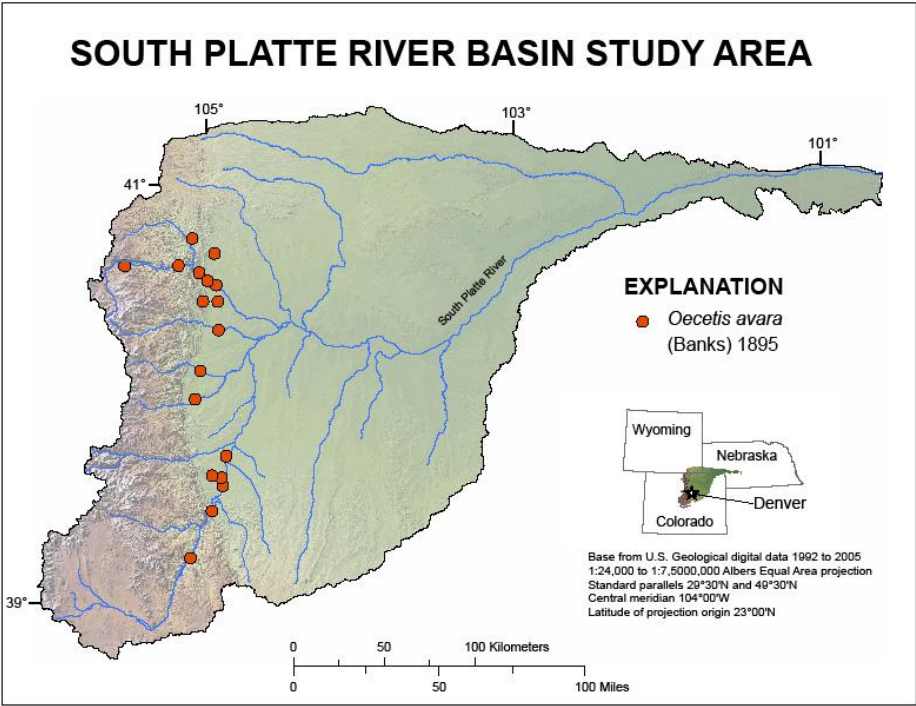 SOUTH PLATTE RIVER BASIN STUDY AREA
105°
103°
101°
41°
South Platte River
EXPLANATION
Oecetis avara
(Banks) 1895
Wyoming
Nebraska
Denver
Colorado
Base from U.S. Geological digital data 1992 to 2005
1:24,000 to 1:7,5000,000 Albers Equal Area projection
Standard parallels 29°30'N and 49°30'N
Central meridian 104°00'W
Latitude of projection origin 23°00'N
39°
0 50 100 Kilometers
0 50 100 Miles